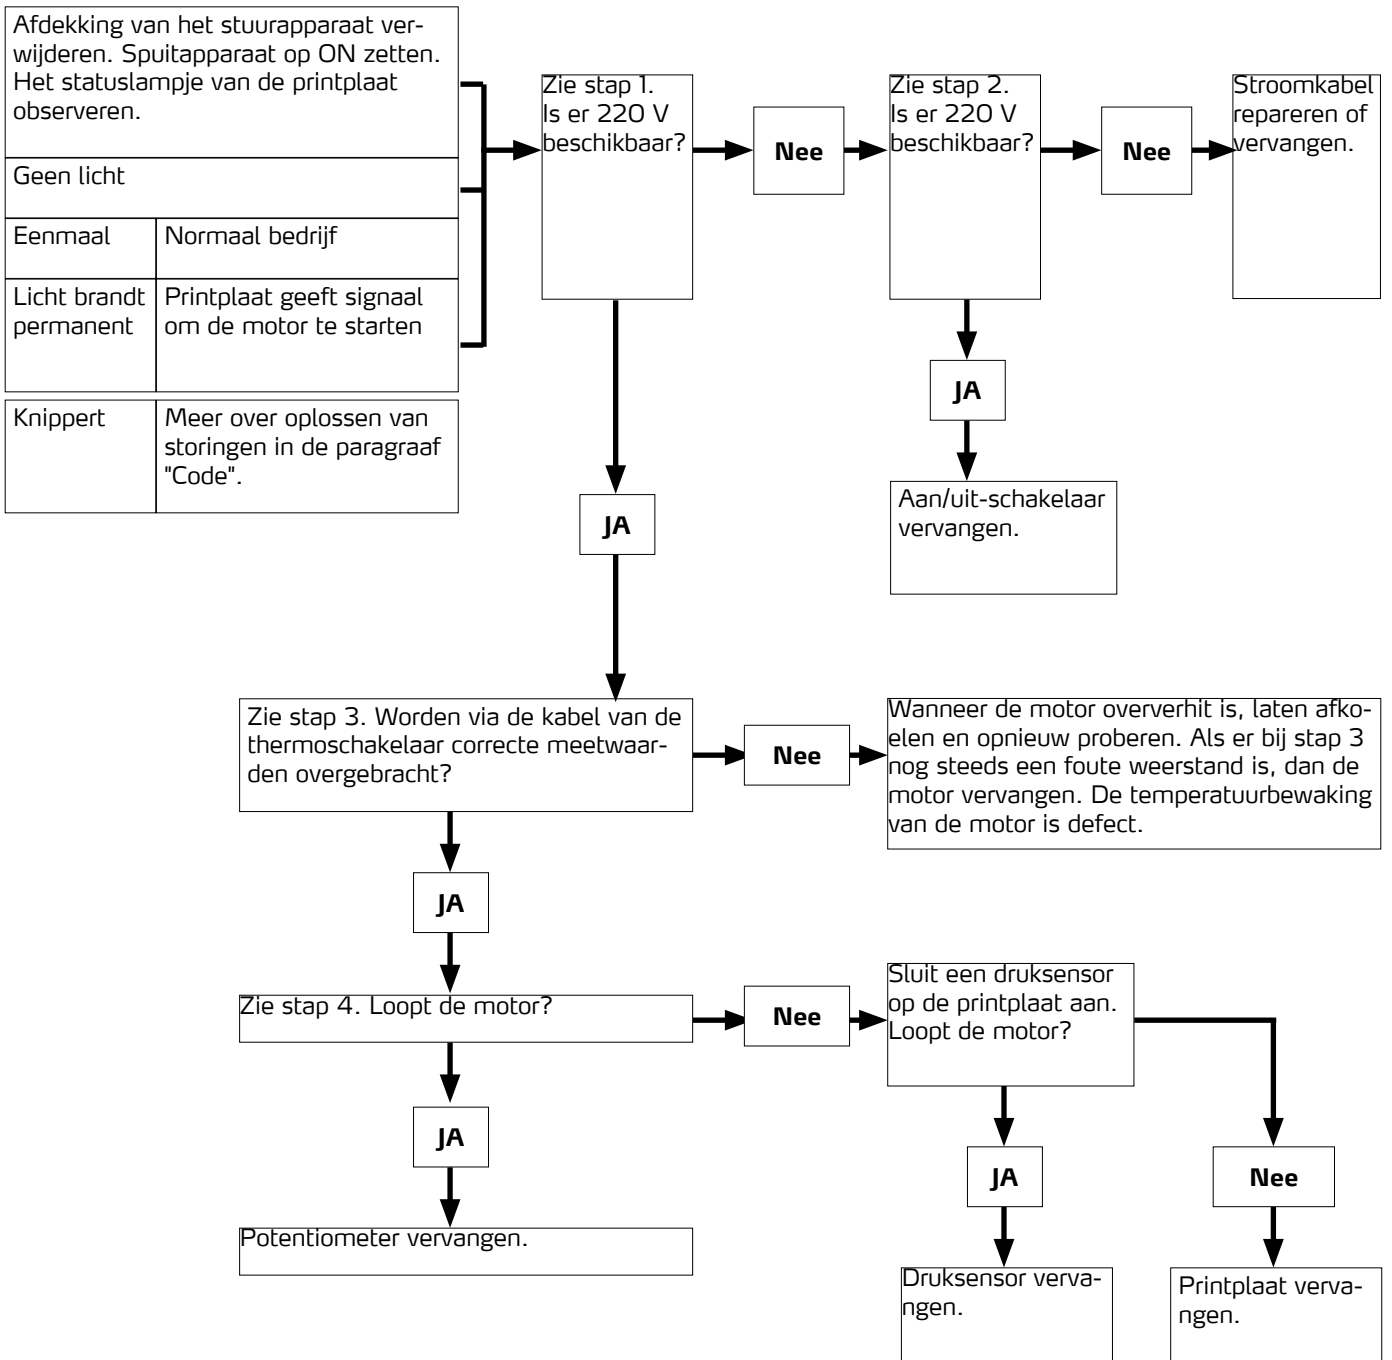 Afdekking van het stuurapparaat ver-
wijderen. Spuitapparaat op ON zetten.
Het statuslampje van de printplaat
observeren.
Geen licht
Eenmaal
Normaal bedrijf
Licht brandt
permanent
Printplaat geeft signaal
om de motor te starten
Knippert
Meer over oplossen van
storingen in de paragraaf
"Code".
Zie stap 1.
Is er 220 V
beschikbaar?
Nee
Zie stap 2.
Is er 220 V
beschikbaar?
Nee
Stroomkabel
repareren of
vervangen.
JA
Aan/uit-schakelaar
vervangen.
JA
Zie stap 3. Worden via de kabel van de
thermoschakelaar correcte meetwaar-
den overgebracht?
Nee
Wanneer de motor oververhit is, laten afko-
elen en opnieuw proberen. Als er bij stap 3
nog steeds een foute weerstand is, dan de
motor vervangen. De temperatuurbewaking
van de motor is defect.
JA
Zie stap 4. Loopt de motor?
Nee
Sluit een druksensor
op de printplaat aan.
Loopt de motor?
JA
Potentiometer vervangen.
JA
Nee
Druksensor verva-
ngen.
Printplaat verva-
ngen.